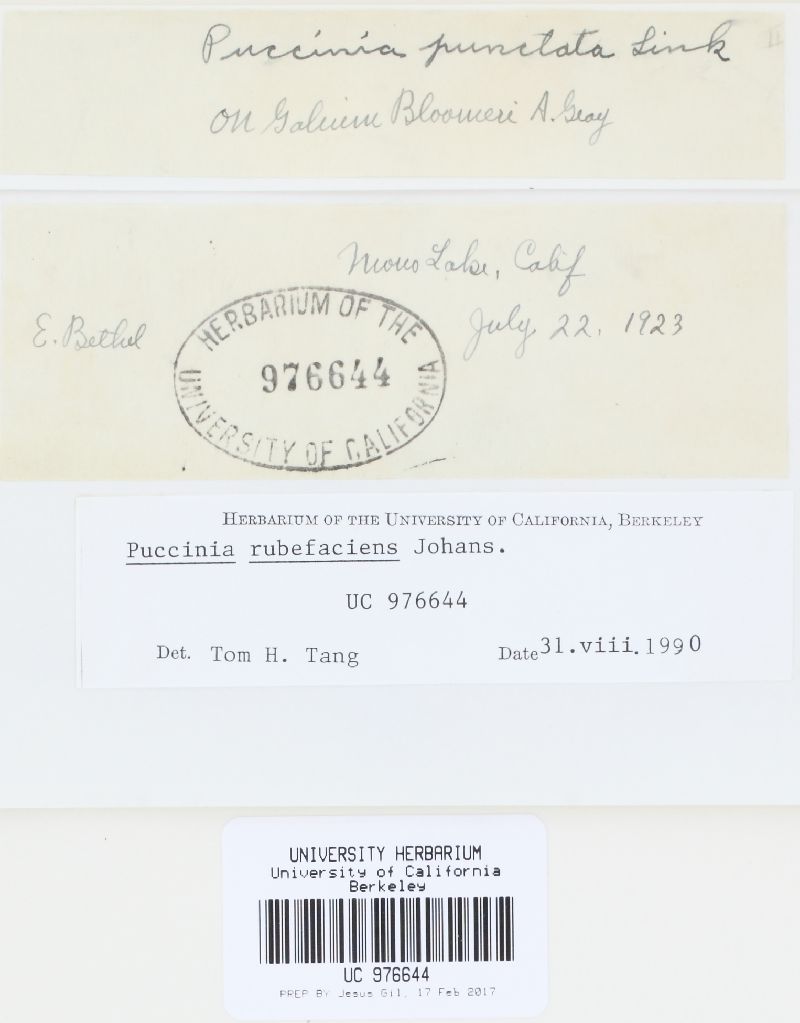 Puccinia punctata Link
II
on Galium Bloomeri A. Gray
Mono Lake, Calif
E. Bethel
July 22. 1923
HERBARIUM OF THE
976644
UNIVERSITY OF CALIFORNIA
HERBARIUM OF THE UNIVERSITY OF CALIFORNIA, BERKELEY
Puccinia rubefaciens Johans.
UC 976644
Det. Tom H. Tang
Date 31.viii.1990
UNIVERSITY HERBARIUM
University of California
Berkeley
UC 976644
PREP BY Jesus Gil, 17 Feb 2017